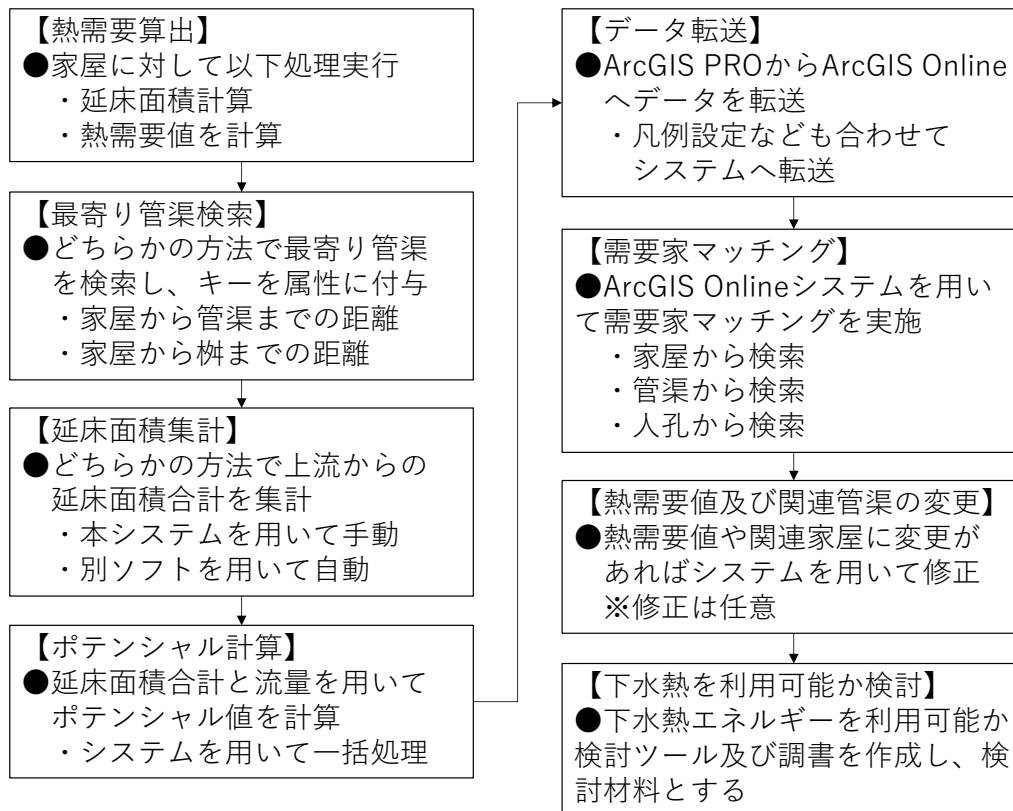 【熱需要算出】
●家屋に対して以下処理実行
・延床面積計算
・熱需要値を計算
【最寄り管渠検索】
●どちらかの方法で最寄り管渠
を検索し、キーを属性に付与
・家屋から管渠までの距離
・家屋から桝までの距離
【延床面積集計】
●どちらかの方法で上流からの
延床面積合計を集計
・本システムを用いて手動
・別ソフトを用いて自動
【ポテンシャル計算】
●延床面積合計と流量を用いて
ポテンシャル値を計算
・システムを用いて一括処理
【データ転送】
●ArcGIS PROからArcGIS Online
へデータを転送
・凡例設定なども合わせて
システムへ転送
【需要家マッチング】
●ArcGIS Onlineシステムを用い
て需要家マッチングを実施
・家屋から検索
・管渠から検索
・人孔から検索
【熱需要値及び関連管渠の変更】
●熱需要値や関連家屋に変更が
あればシステムを用いて修正
※修正は任意
【下水熱を利用可能か検討】
●下水熱エネルギーを利用可能か
検討ツール及び調書を作成し、検
討材料とする